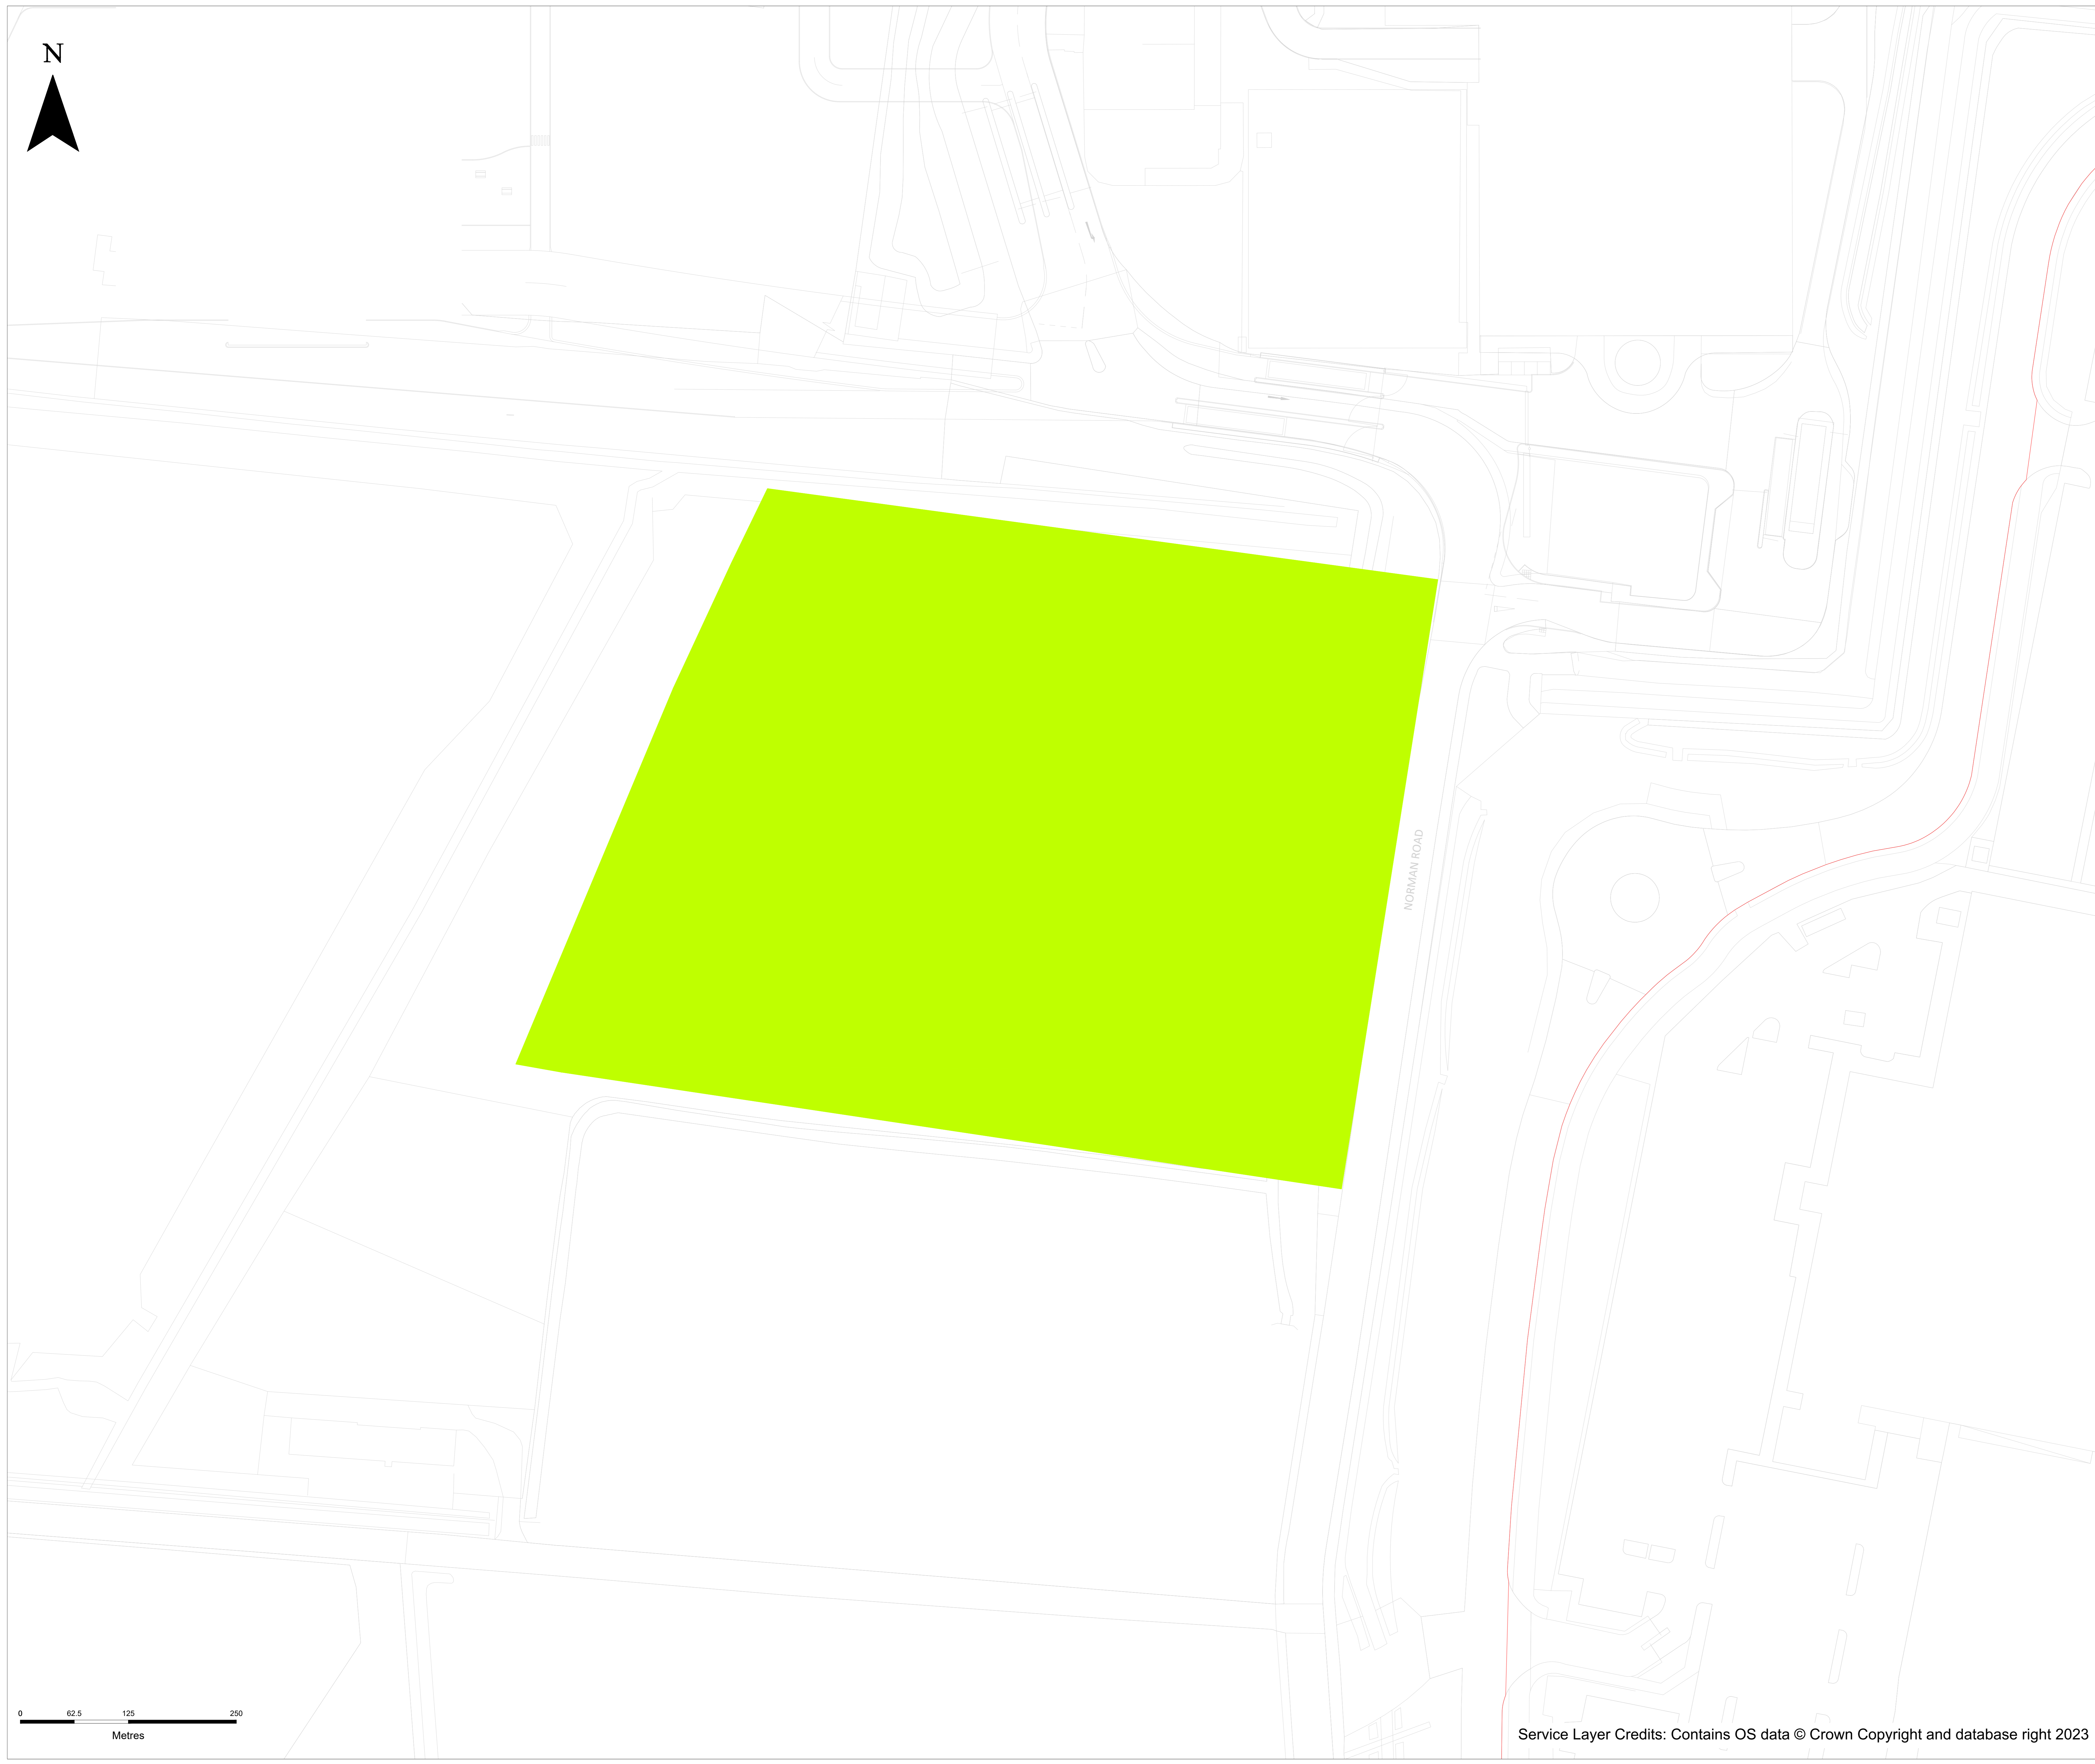 N
NORMAN ROAD
0 62.5 125 250
Metres
Service Layer Credits: Contains OS data © Crown Copyright and database right 2023